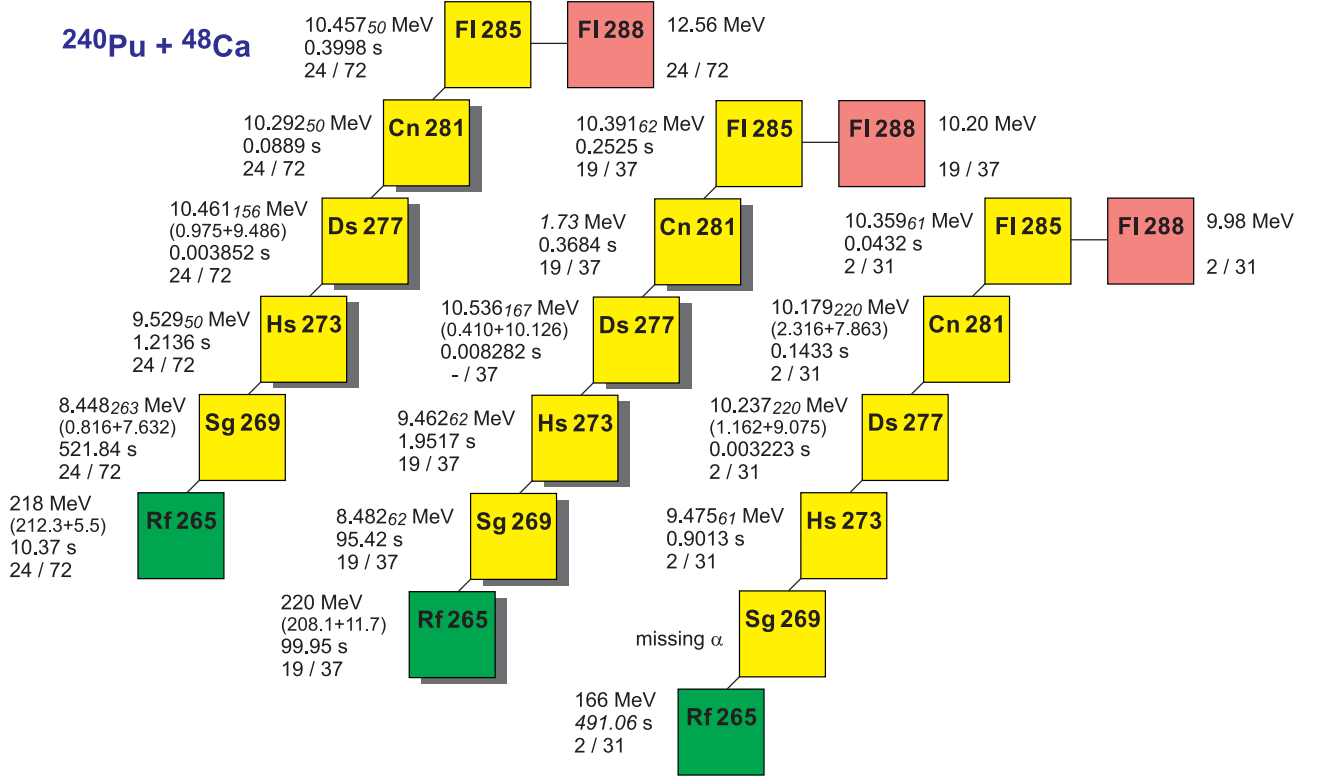 240Pu + 48Ca
10.45750 MeV
0.3998 s
24 / 72
Fl 285
Fl 288
12.56 MeV
24 / 72
10.29250 MeV
0.0889 s
24 / 72
Cn 281
10.461156 MeV
(0.975+9.486)
0.003852 s
24 / 72
Ds 277
9.52950 MeV
1.2136 s
24 / 72
Hs 273
8.448263 MeV
(0.816+7.632)
521.84 s
24 / 72
Sg 269
218 MeV
(212.3+5.5)
10.37 s
24 / 72
Rf 265
10.39162 MeV
0.2525 s
19 / 37
Fl 285
Fl 288
10.20 MeV
19 / 37
1.73 MeV
0.3684 s
19 / 37
Cn 281
10.536167 MeV
(0.410+10.126)
0.008282 s
- / 37
Ds 277
9.46262 MeV
1.9517 s
19 / 37
Hs 273
8.48262 MeV
95.42 s
19 / 37
Sg 269
220 MeV
(208.1+11.7)
99.95 s
19 / 37
Rf 265
10.35961 MeV
0.0432 s
2 / 31
Fl 285
Fl 288
9.98 MeV
2 / 31
10.179220 MeV
(2.316+7.863)
0.1433 s
2 / 31
Cn 281
10.237220 MeV
(1.162+9.075)
0.003223 s
2 / 31
Ds 277
9.47561 MeV
0.9013 s
2 / 31
Hs 273
missing α
Sg 269
166 MeV
491.06 s
2 / 31
Rf 265